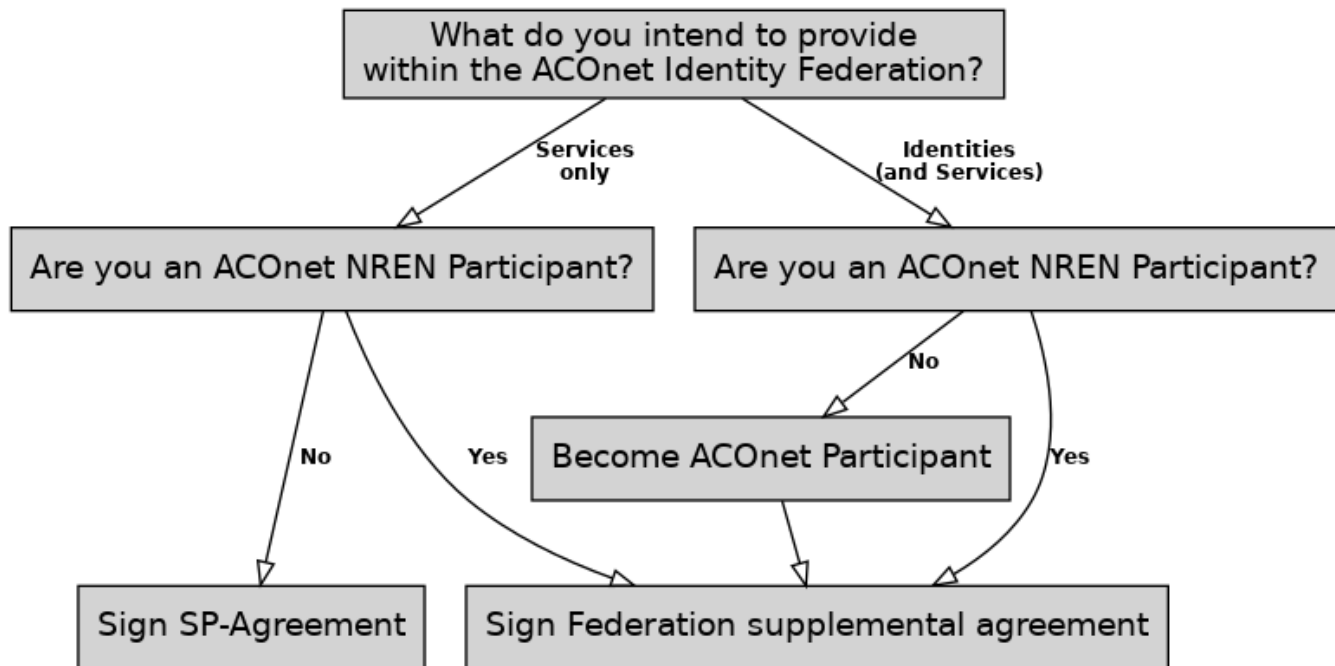 What do you intend to provide
within the ACOnet Identity Federation?
Services
only
Identities
(and Services)
Are you an ACOnet NREN Participant?
Are you an ACOnet NREN Participant?
No
Become ACOnet Participant
No
Yes
Yes
Sign SP-Agreement
Sign Federation supplemental agreement